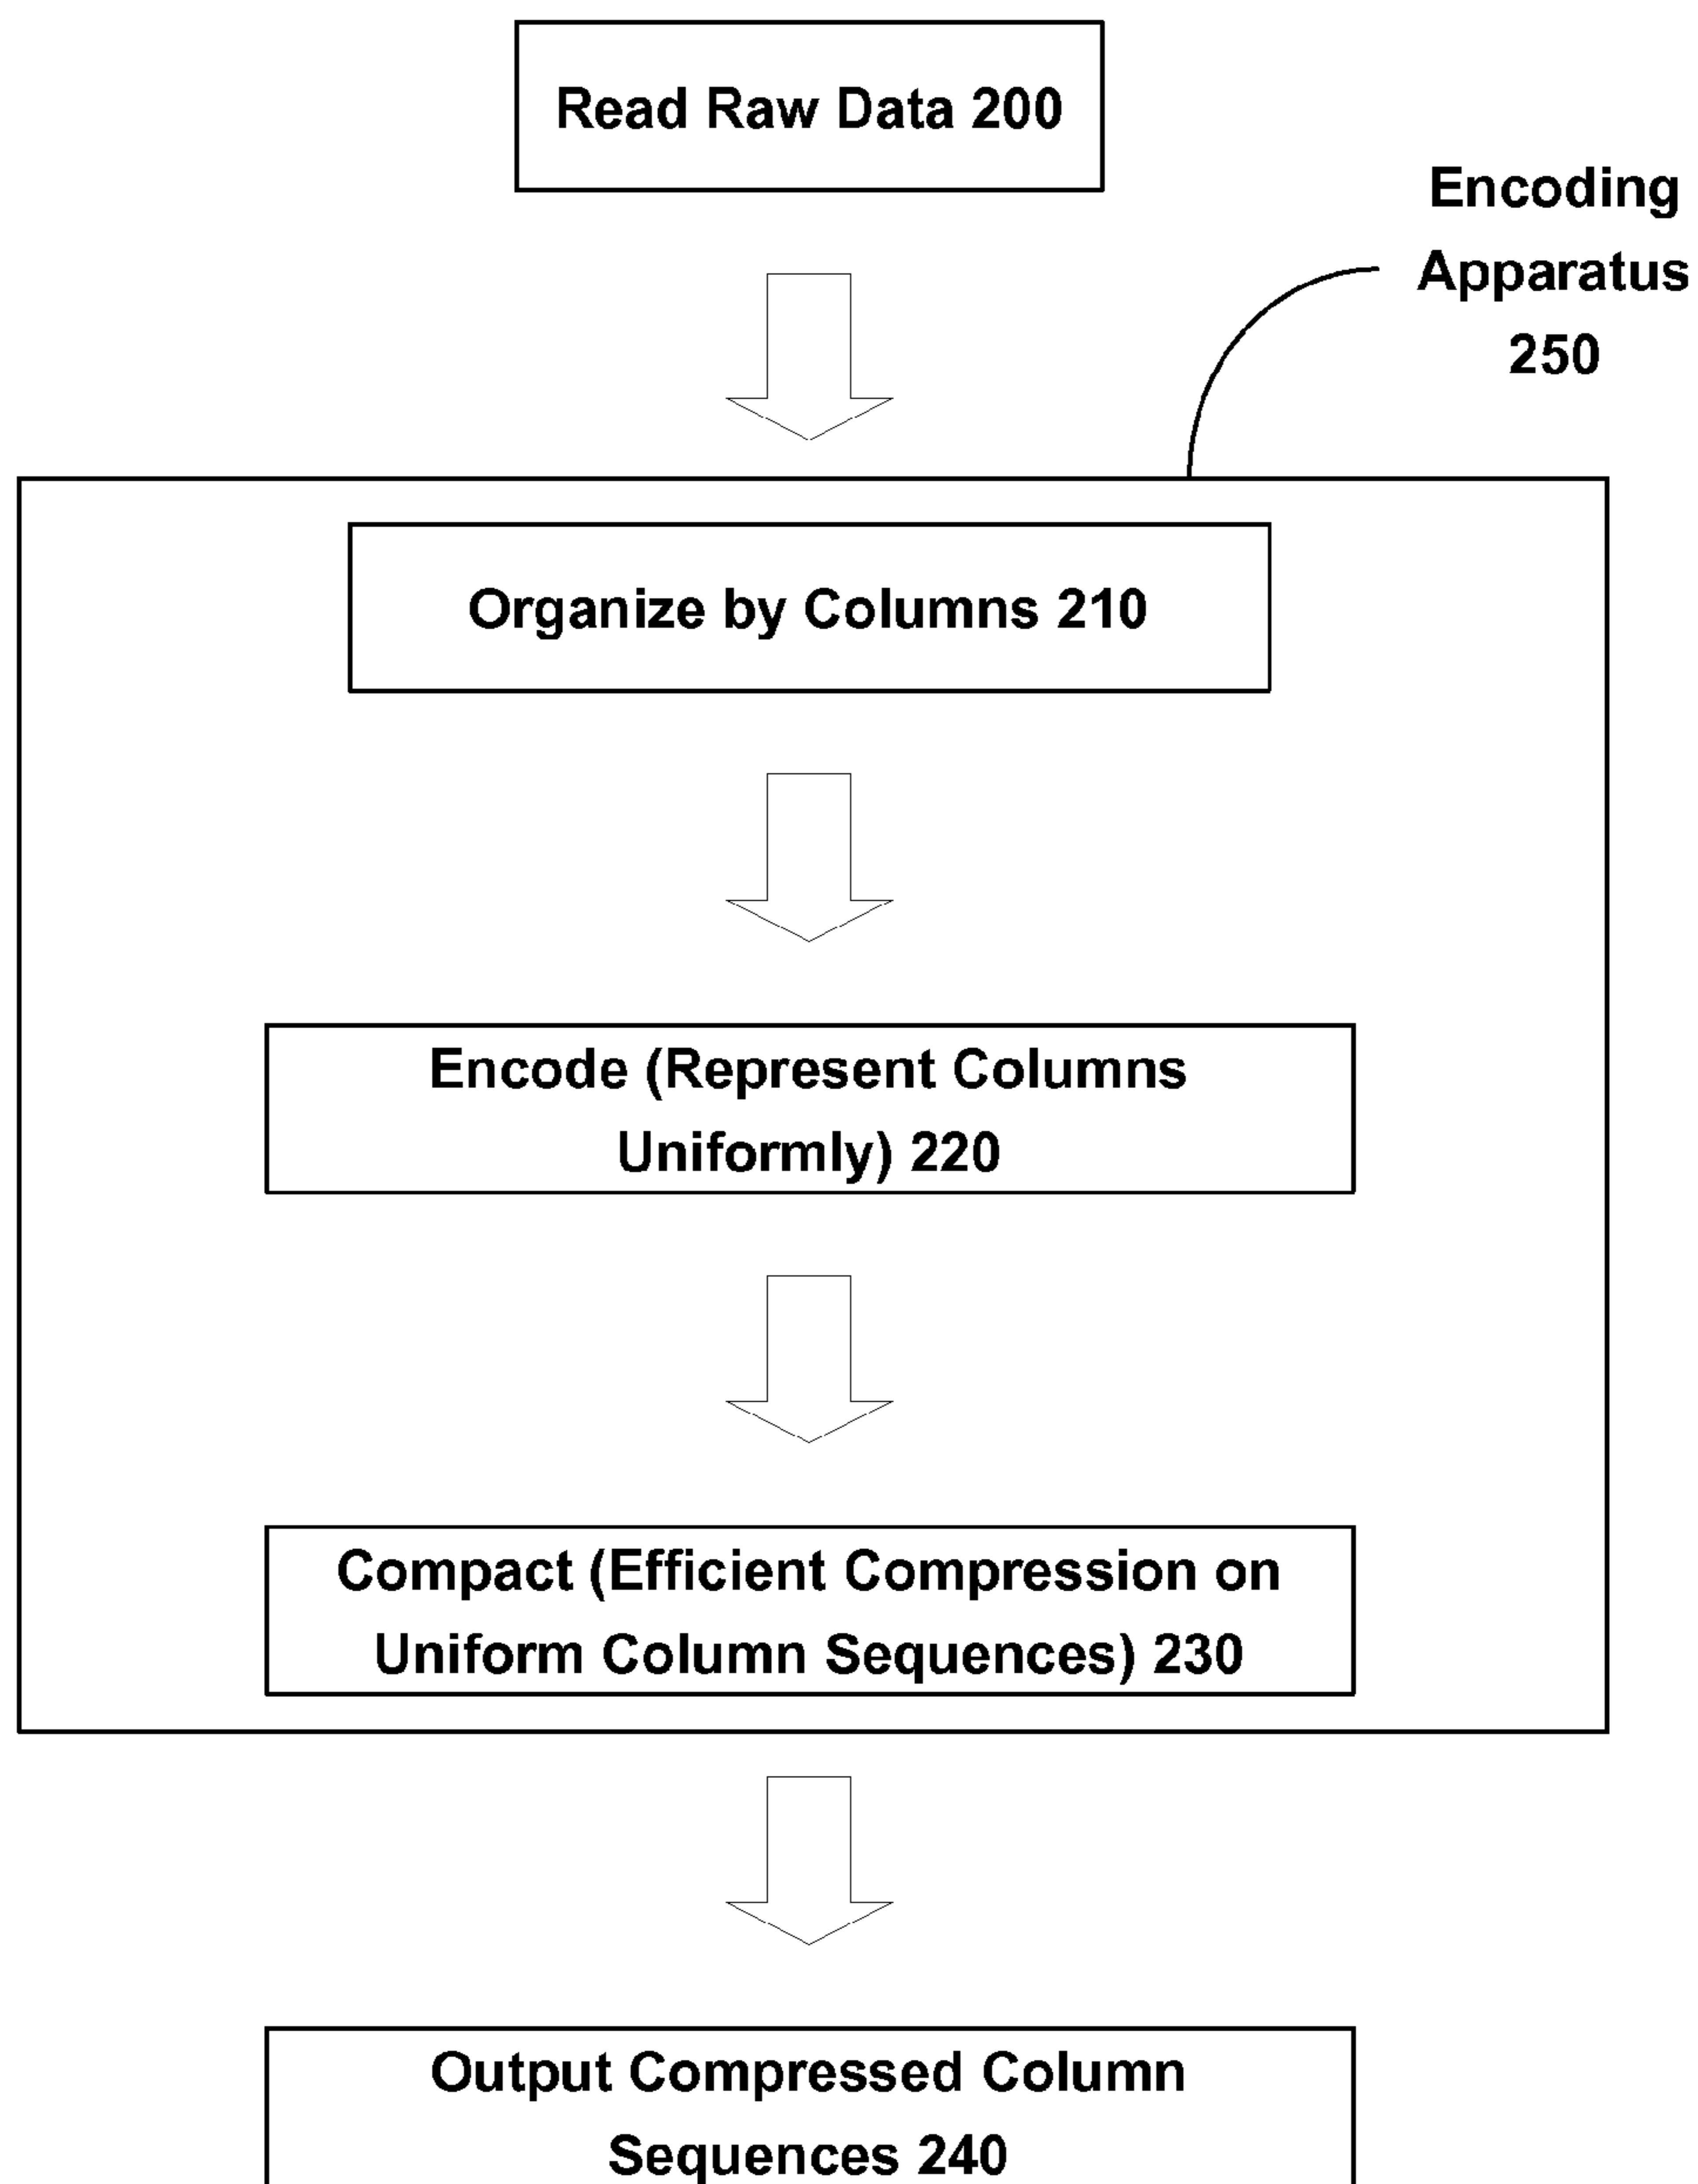 Read Raw Data 200
Encoding
Apparatus
250
Organize by Columns 210
Encode (Represent Columns
Uniformly) 220
Compact (Efficient Compression on
Uniform Column Sequences) 230
Output Compressed Column
Sequences 240